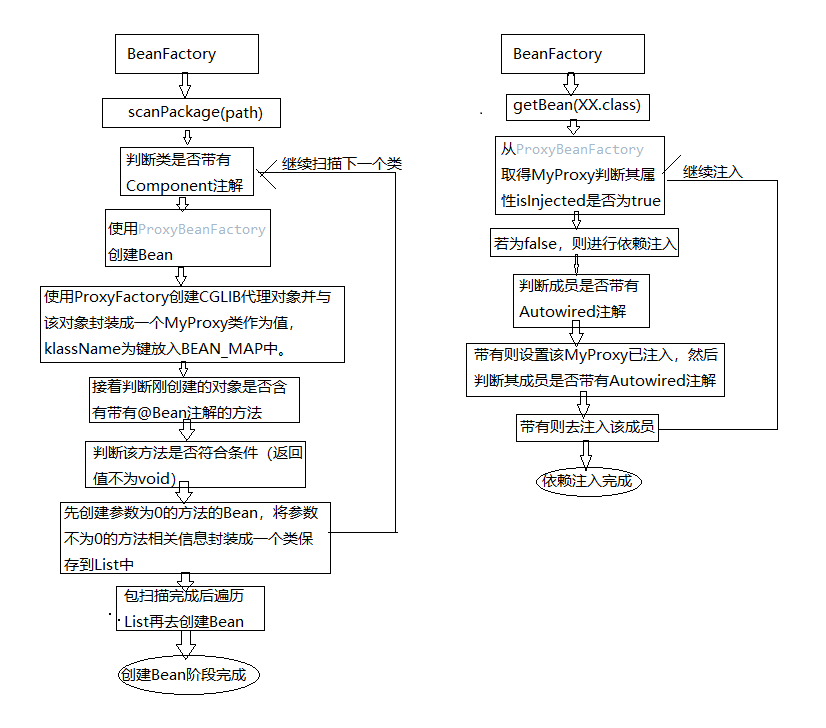 BeanFactory
scanPackage(path)
判断类是否带有
Component注解
继续扫描下一个类
使用ProxyBeanFactory
创建Bean
使用ProxyFactory创建CGLIB代理对象并与
该对象封装成一个MyProxy类作为值，
klassName为键放入BEAN_MAP中。
接着判断刚创建的对象是否含
有带有@Bean注解的方法
判断该方法是否符合条件（返回
值不为void）
先创建参数为0的方法的Bean，将参数
不为0的方法相关信息封装成一个类保
存到List中
包扫描完成后遍历
List再去创建Bean
创建Bean阶段完成
BeanFactory
getBean(XX.class)
从ProxyBeanFactory
取得MyProxy判断其属
性isInjected是否为true
继续注入
若为false，则进行依赖注入
判断成员是否带有
Autowired注解
带有则设置该MyProxy已注入，然后
判断其成员是否带有Autowired注解
带有则去注入该成员
依赖注入完成